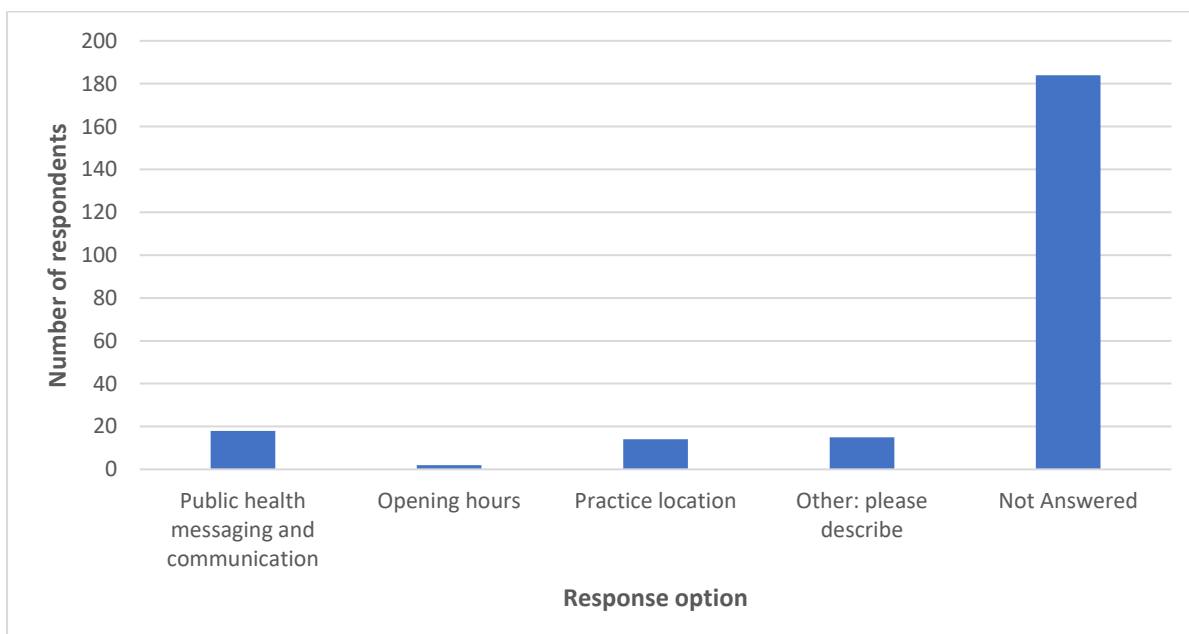 200
180
160
140
120
100
80
60
40
20
0
Number of respondents
Public health
messaging and
communication
Opening hours
Practice location
Other: please
describe
Not Answered
Response option